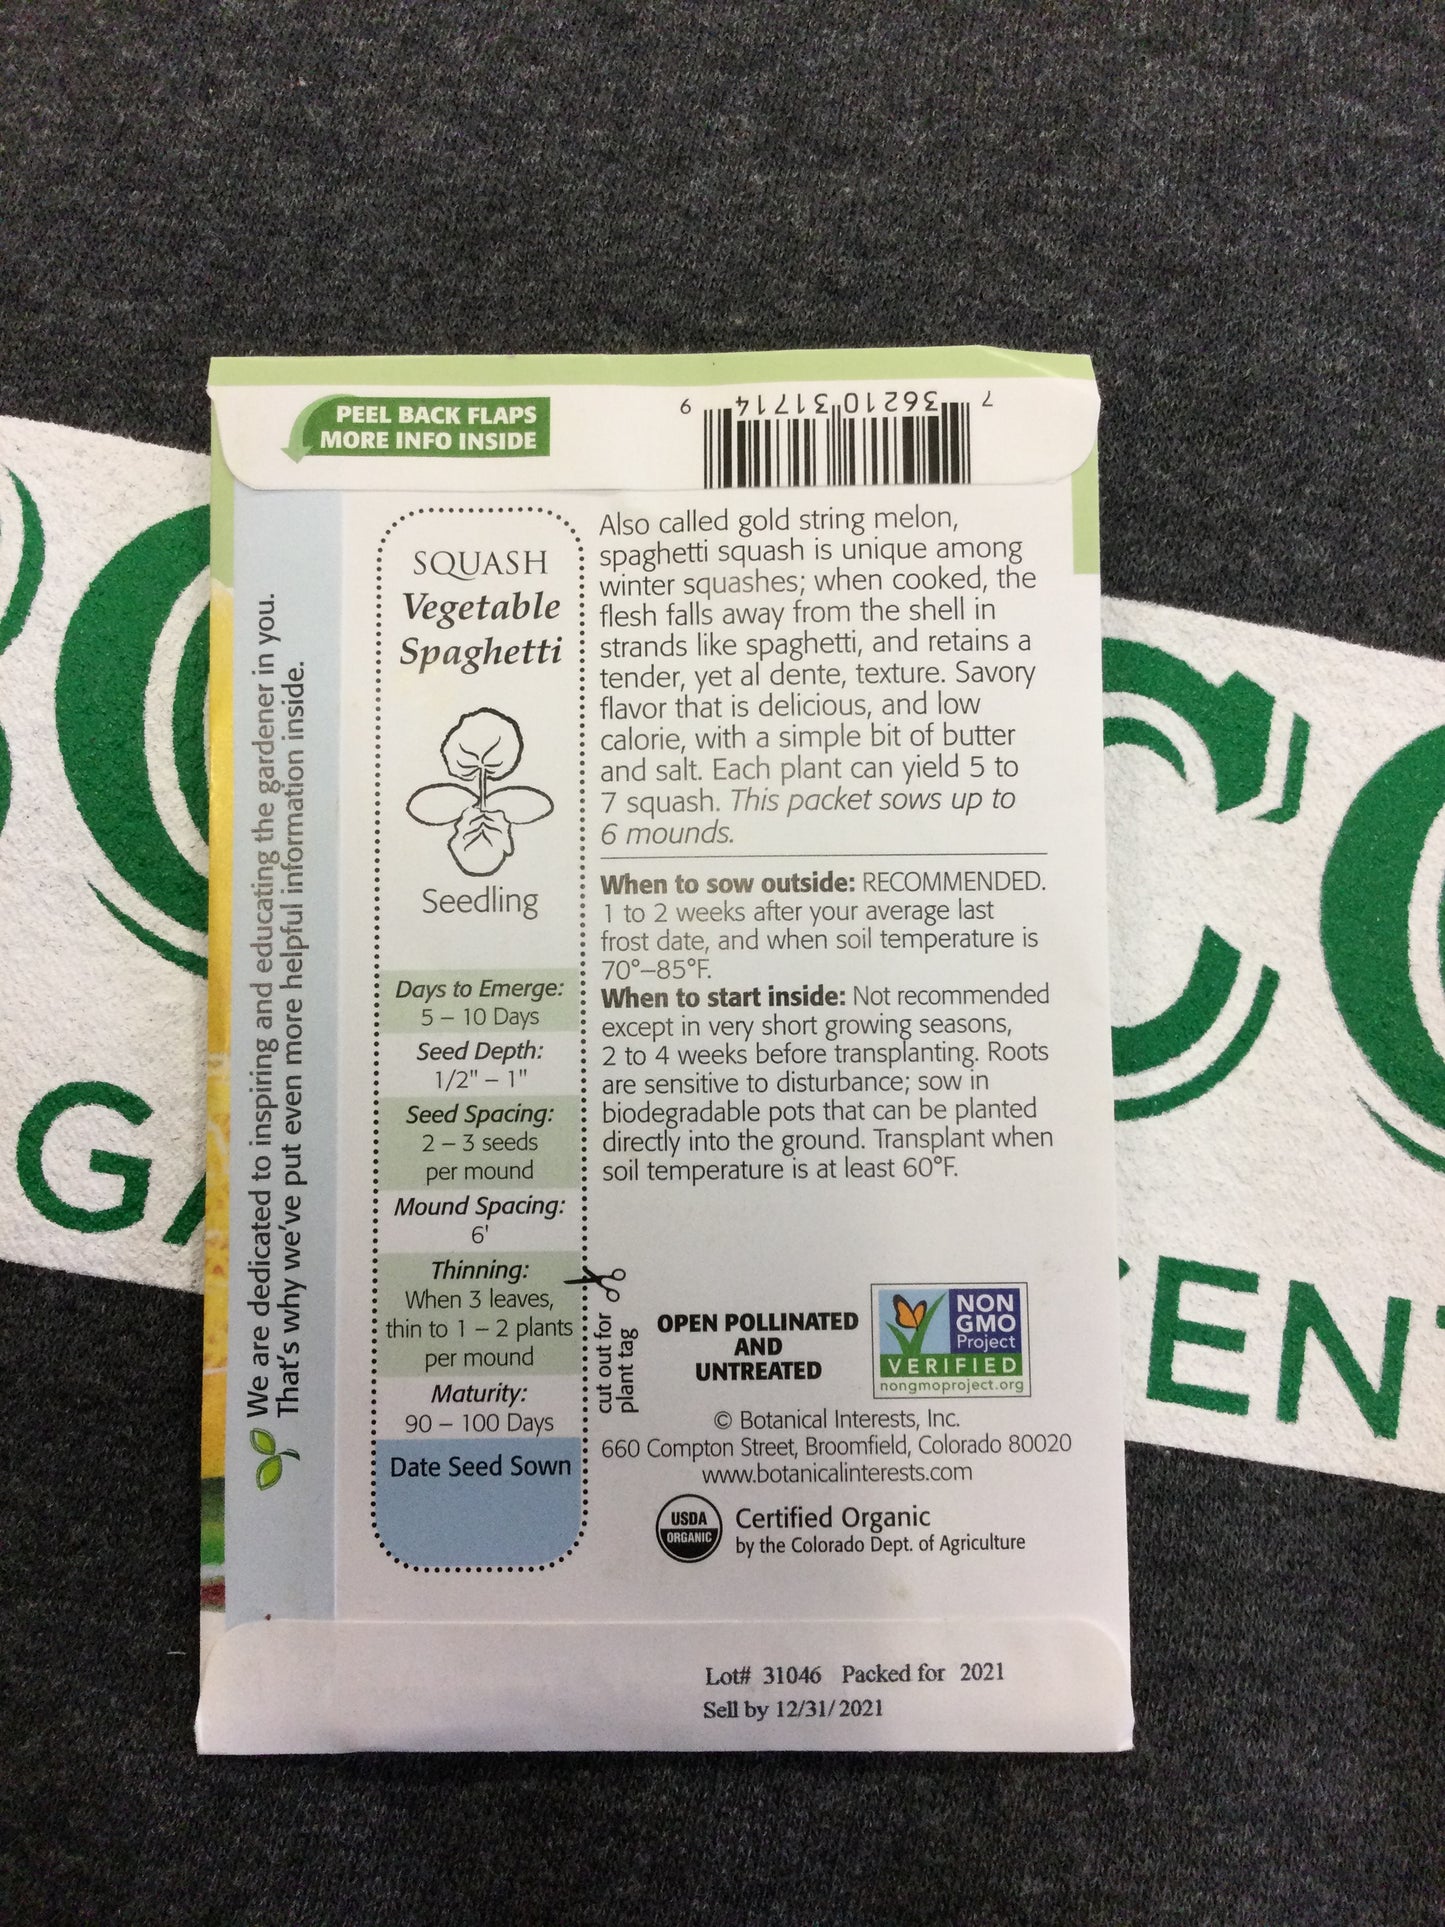 PEEL BACK FLAPS
MORE INFO INSIDE
7 36210 31714 9
We are dedicated to inspiring and educating the gardener in you.
That's why we've put even more helpful information inside.
SQUASH
Vegetable
Spaghetti
Seedling
Days to Emerge:
5 – 10 Days
Seed Depth:
1/2" – 1"
Seed Spacing:
2 – 3 seeds
per mound
Mound Spacing:
6'
Thinning:
When 3 leaves,
thin to 1 – 2 plants
per mound
Maturity:
90 – 100 Days
Date Seed Sown
cut out for
plant tag
Also called gold string melon,
spaghetti squash is unique among
winter squashes; when cooked, the
flesh falls away from the shell in
strands like spaghetti, and retains a
tender, yet al dente, texture. Savory
flavor that is delicious, and low
calorie, with a simple bit of butter
and salt. Each plant can yield 5 to
7 squash. This packet sows up to
6 mounds.
When to sow outside: RECOMMENDED.
1 to 2 weeks after your average last
frost date, and when soil temperature is
70°–85°F.
When to start inside: Not recommended
except in very short growing seasons,
2 to 4 weeks before transplanting. Roots
are sensitive to disturbance; sow in
biodegradable pots that can be planted
directly into the ground. Transplant when
soil temperature is at least 60°F.
OPEN POLLINATED
AND
UNTREATED
NON
GMO
Project
VERIFIED
nongmoproject.org
© Botanical Interests, Inc.
660 Compton Street, Broomfield, Colorado 80020
www.botanicalinterests.com
USDA
ORGANIC
Certified Organic
by the Colorado Dept. of Agriculture
Lot# 31046 Packed for 2021
Sell by 12/31/2021